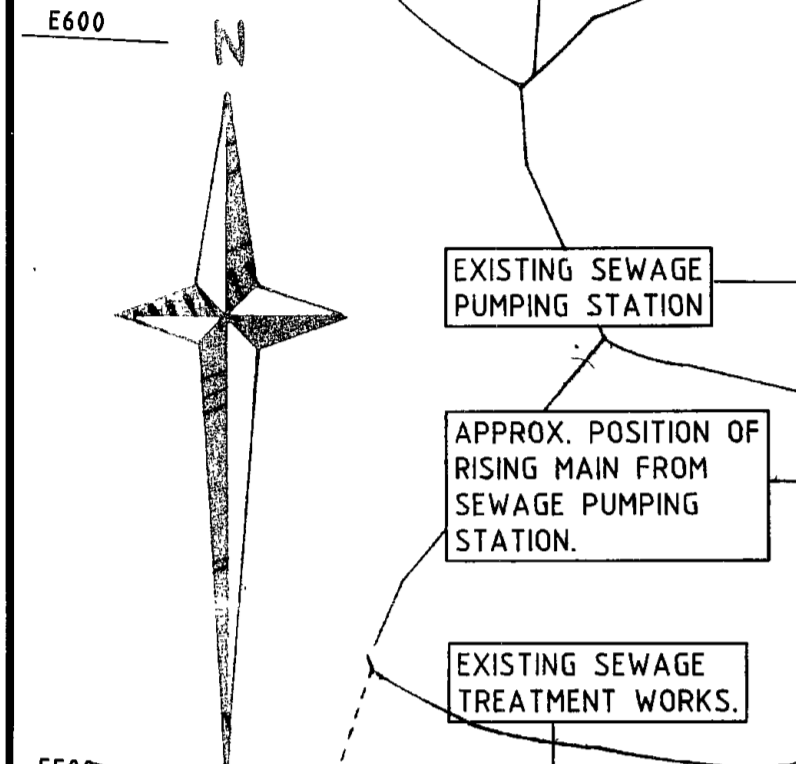 E600
N
EXISTING SEWAGE
PUMPING STATION
APPROX. POSITION OF
RISING MAIN FROM
SEWAGE PUMPING
STATION.
EXISTING SEWAGE
TREATMENT WORKS.